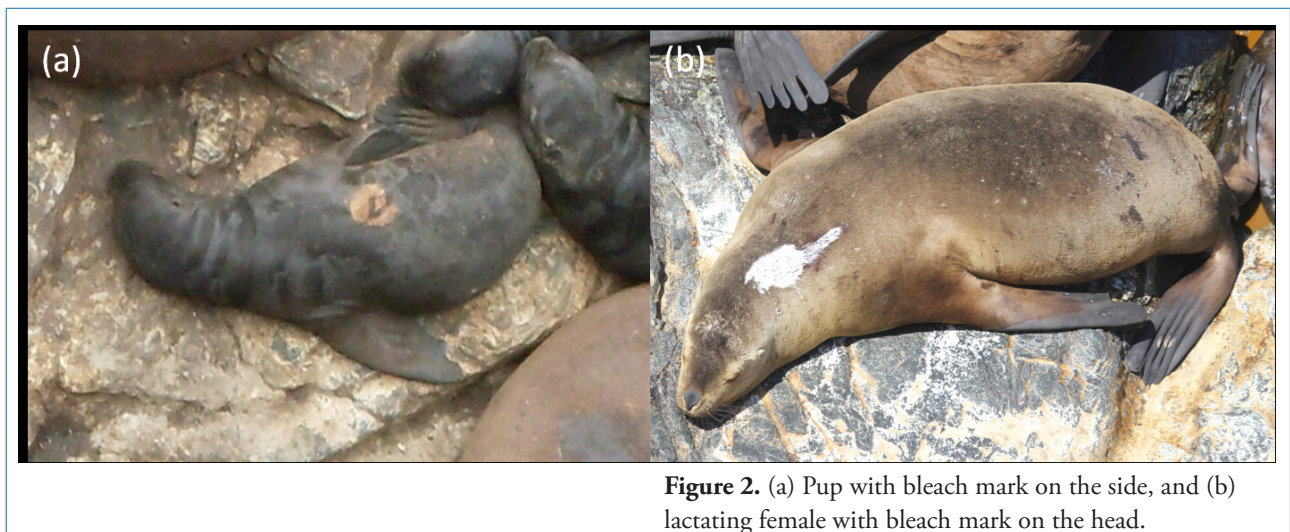 (a)
(b)
Figure 2. (a) Pup with bleach mark on the side, and (b)
lactating female with bleach mark on the head.